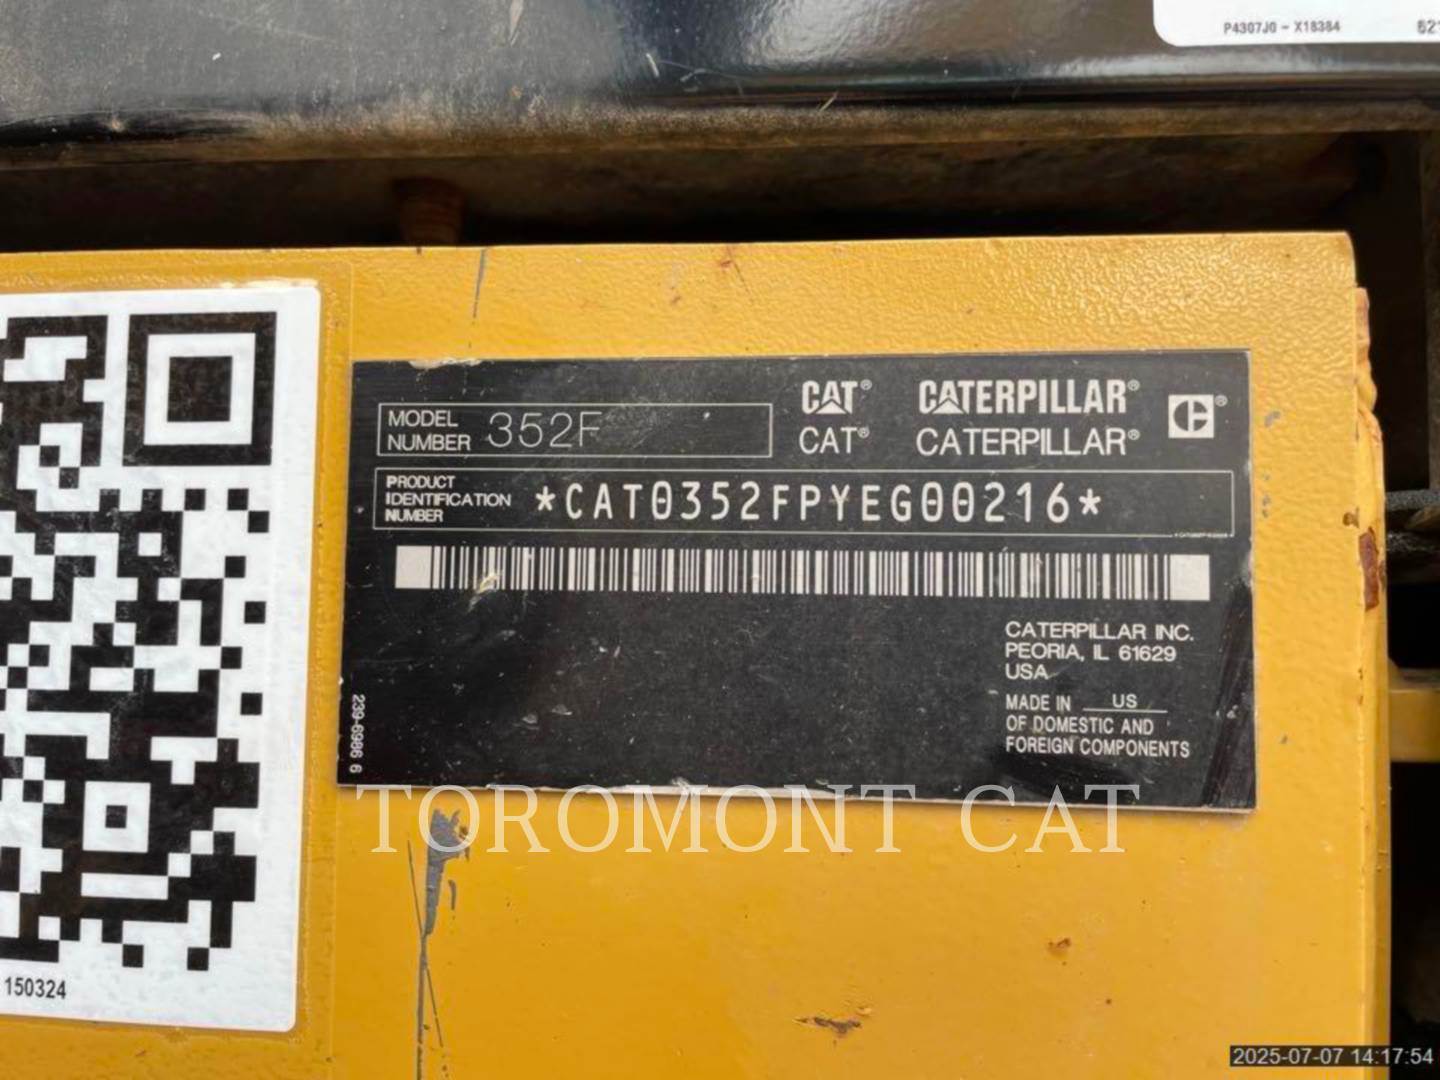 P4307J0 - X18384
MODEL
NUMBER 352F
CAT® CATERPILLAR®
CAT® CATERPILLAR®
PRODUCT
IDENTIFICATION
NUMBER
*CAT0352FPYEG00216*
CATERPILLAR INC.
PEORIA, IL 61629
USA
MADE IN US
OF DOMESTIC AND
FOREIGN COMPONENTS
239-6986 6
TOROMONT CAT
150324
2025-07-07 14:17:54